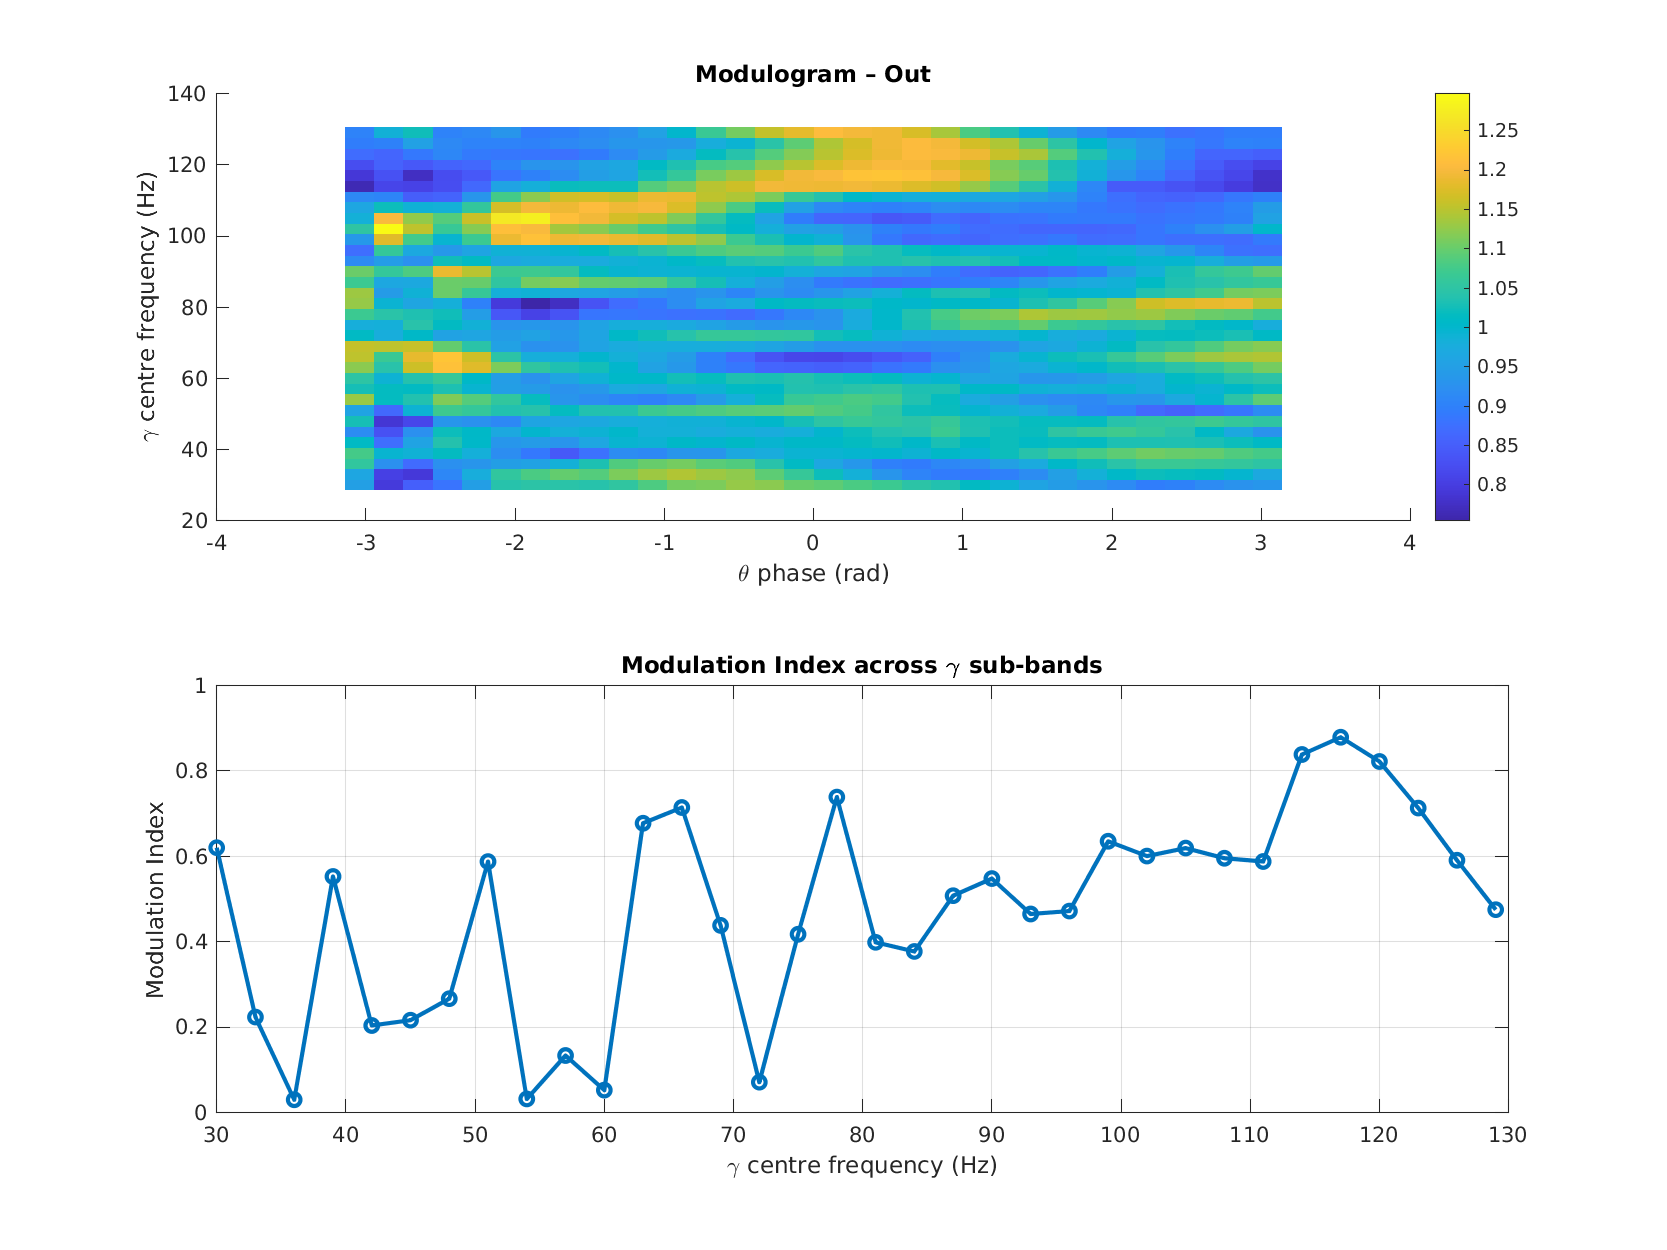 Modulogram – Out
140
120
100
80
60
40
20
γ centre frequency (Hz)
-4 -3 -2 -1 0 1 2 3 4
θ phase (rad)
1.25
1.2
1.15
1.1
1.05
1
0.95
0.9
0.85
0.8
Modulation Index across γ sub-bands
1
0.8
0.6
0.4
0.2
0
Modulation Index
30 40 50 60 70 80 90 100 110 120 130
γ centre frequency (Hz)